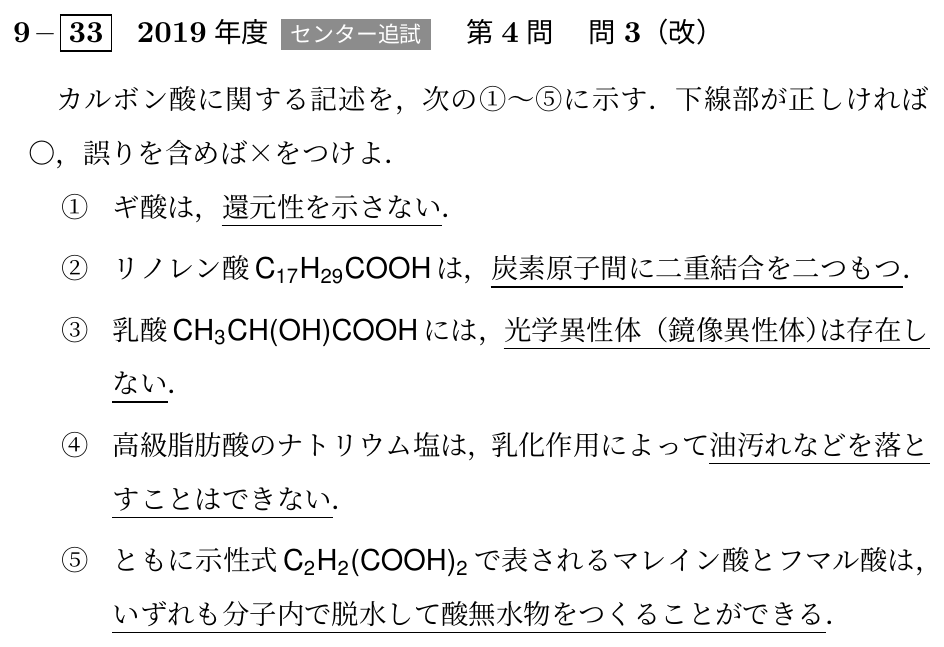 9－33 2019 年度 センター追試 第 4 問 問 3（改）
カルボン酸に関する記述を，次の①～⑤に示す．下線部が正しければ
○，誤りを含めば×をつけよ．
① ギ酸は，還元性を示さない．
② リノレン酸 C₁₇H₂₉COOH は，炭素原子間に二重結合を二つもつ．
③ 乳酸 CH₃CH(OH)COOH には，光学異性体（鏡像異性体）は存在し
ない．
④ 高級脂肪酸のナトリウム塩は，乳化作用によって油汚れなどを落と
すことはできない．
⑤ ともに示性式 C₂H₂(COOH)₂ で表されるマレイン酸とフマル酸は，
いずれも分子内で脱水して酸無水物をつくることができる．